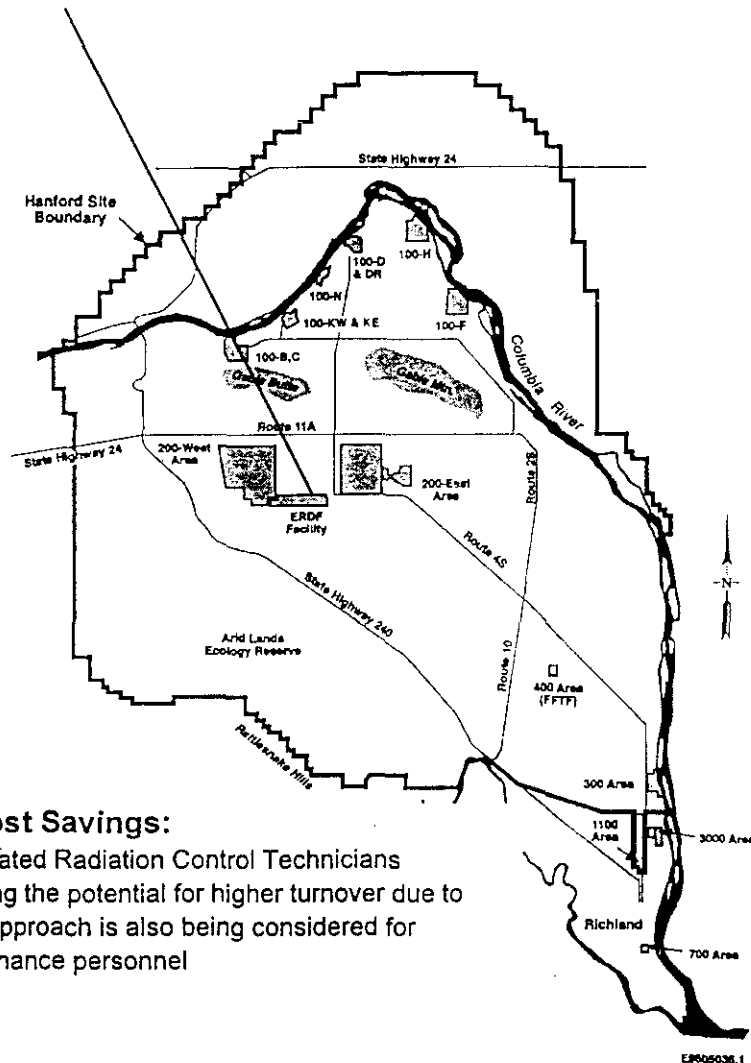 State Highway 24
Hanford Site
Boundary
100-D
& DR
100-H
100-N
100-KW & KE
100-F
100-B,C
Gable Butte
Gable Mtn.
Columbia River
Route 11A
State Highway 24
200-West
Area
200-East
Area
ERDF
Facility
Route 2S
Route 4S
-N-
State Highway 240
Arid Lands
Ecology Reserve
Route 10
400 Area
(FFTF)
Rattlesnake Hills
300 Area
ost Savings:
1100
Area
3000 Area
ated Radiation Control Technicians
ng the potential for higher turnover due to
approach is also being considered for
nance personnel
Richland
700 Area
E9605036.1